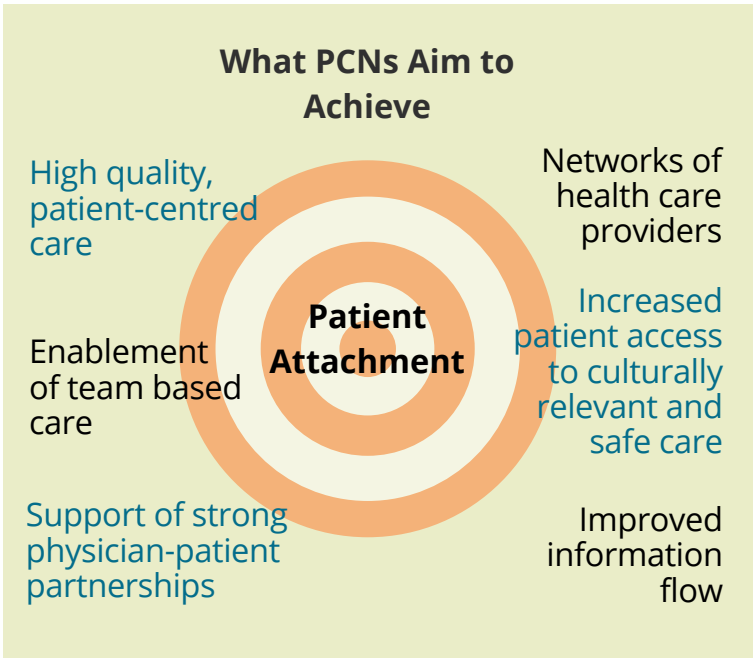 What PCNs Aim to
Achieve
High quality,
patient-centred
care
Enablement
of team based
care
Support of strong
physician-patient
partnerships
Patient
Attachment
Networks of
health care
providers
Increased
patient access
to culturally
relevant and
safe care
Improved
information
flow